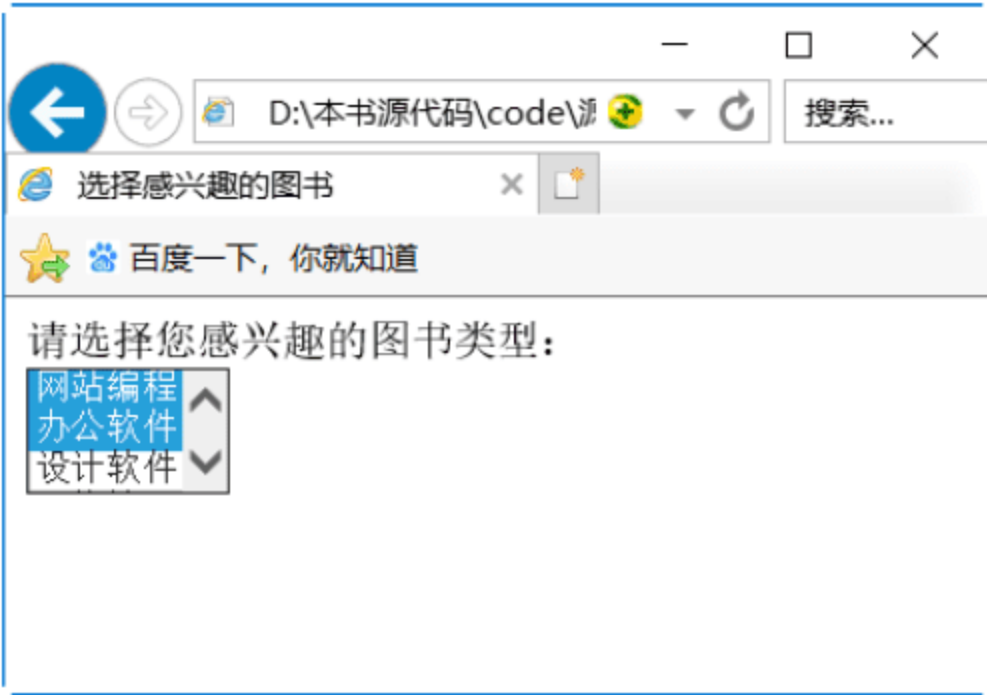 D:\本书源代码\code\源
搜索...
选择感兴趣的图书
百度一下，你就知道
请选择您感兴趣的图书类型：
网站编程
办公软件
设计软件